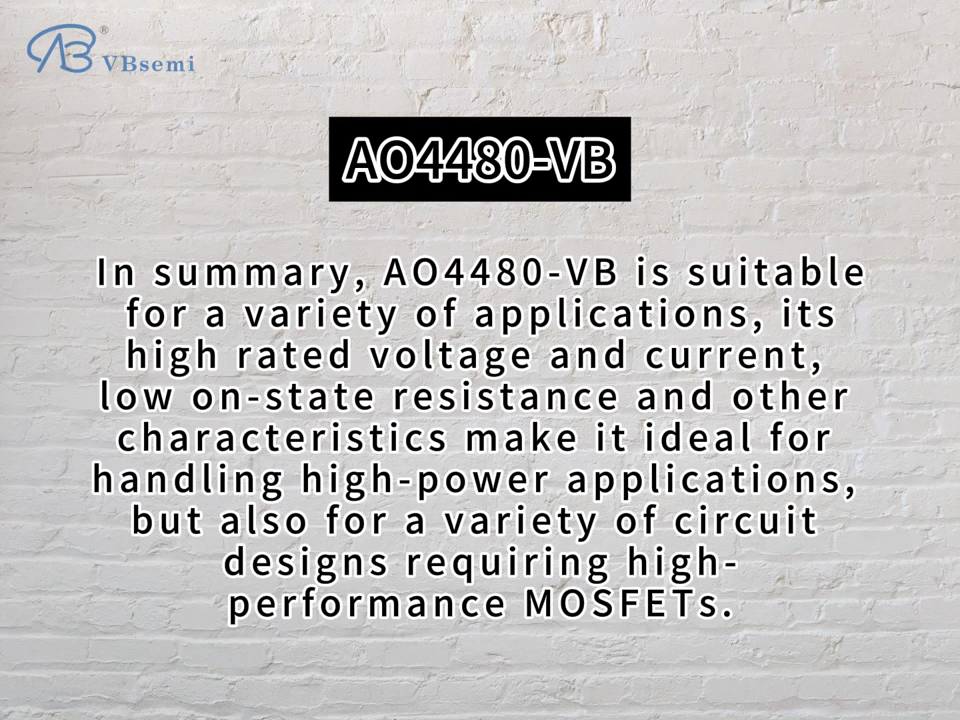 VBsemi
AO4480-VB
In summary, AO4480-VB is suitable
for a variety of applications, its
high rated voltage and current,
low on-state resistance and other
characteristics make it ideal for
handling high-power applications,
but also for a variety of circuit
designs requiring high-
performance MOSFETs.